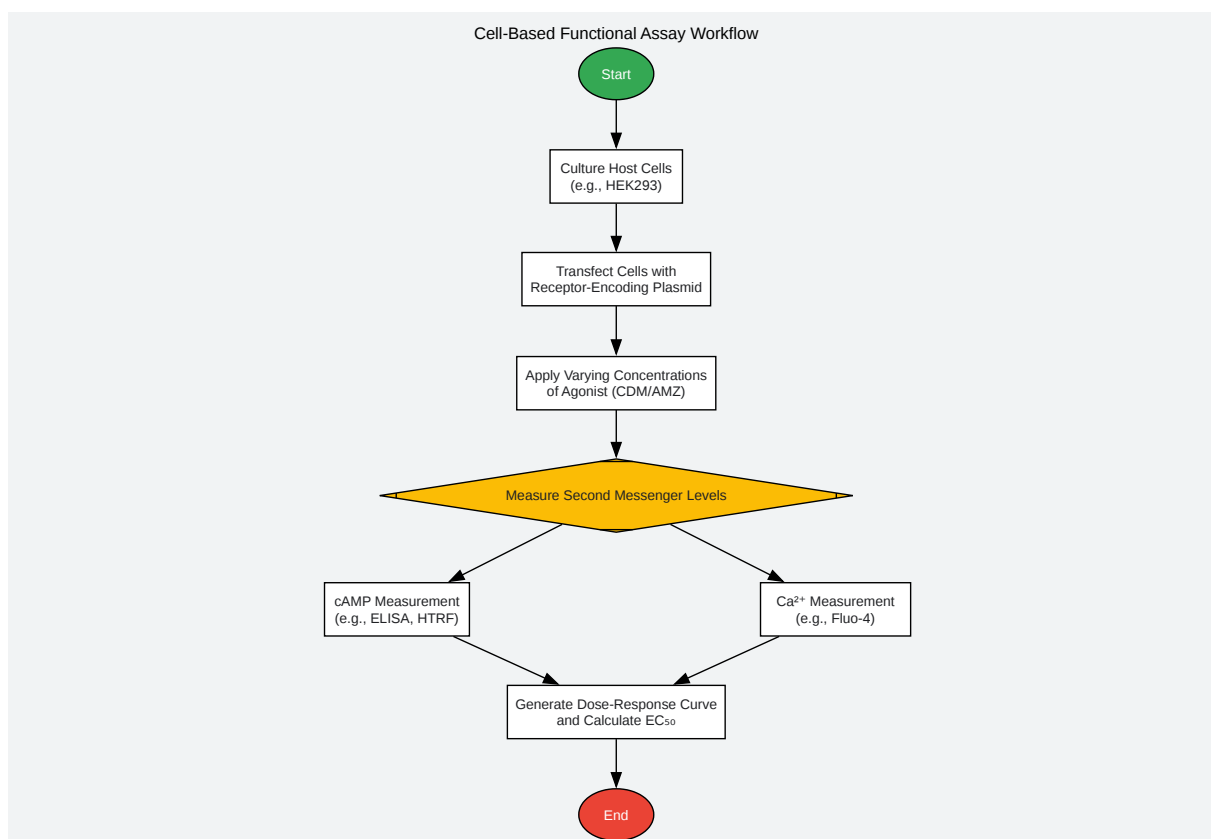 Cell-Based Functional Assay Workflow
Start
Culture Host Cells
(e.g., HEK293)
Transfect Cells with
Receptor-Encoding Plasmid
Apply Varying Concentrations
of Agonist (CDM/AMZ)
Measure Second Messenger Levels
cAMP Measurement
(e.g., ELISA, HTRF)
Ca²⁺ Measurement
(e.g., Fluo-4)
Generate Dose-Response Curve
and Calculate EC₅₀
End